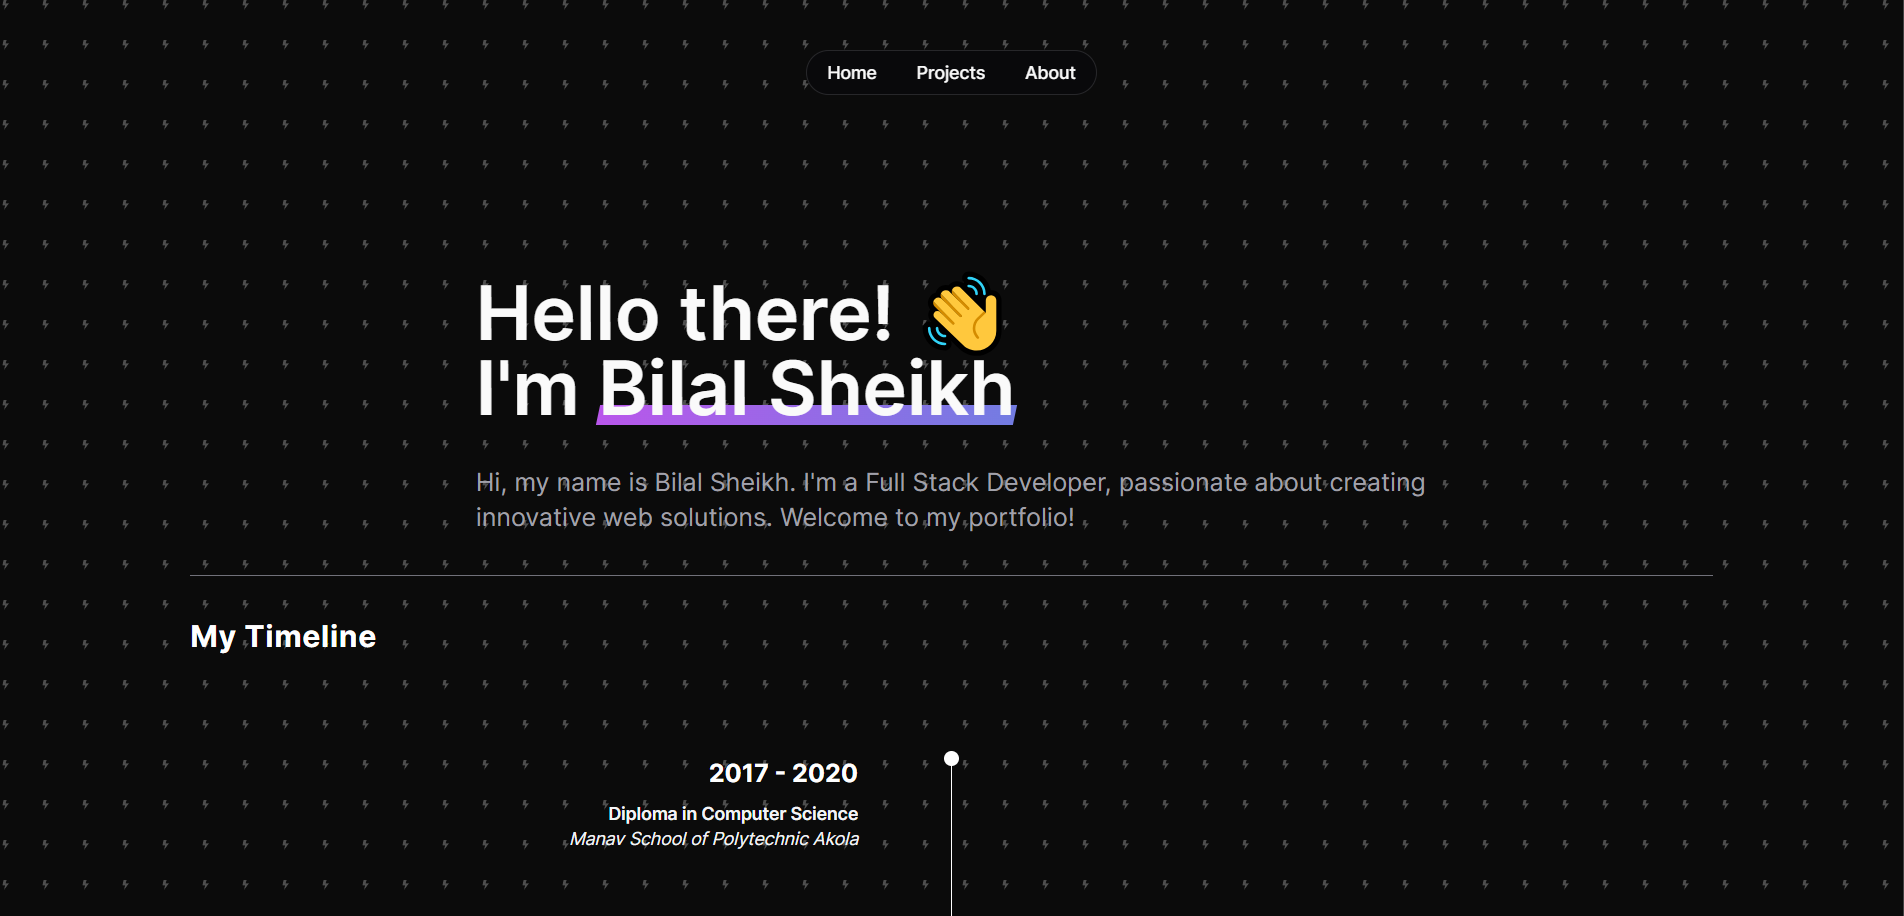 Home Projects About
Hello there! 👋
I'm Bilal Sheikh
Hi, my name is Bilal Sheikh. I'm a Full Stack Developer, passionate about creating
innovative web solutions. Welcome to my portfolio!
My Timeline
2017 - 2020
Diploma in Computer Science
Manav School of Polytechnic Akola